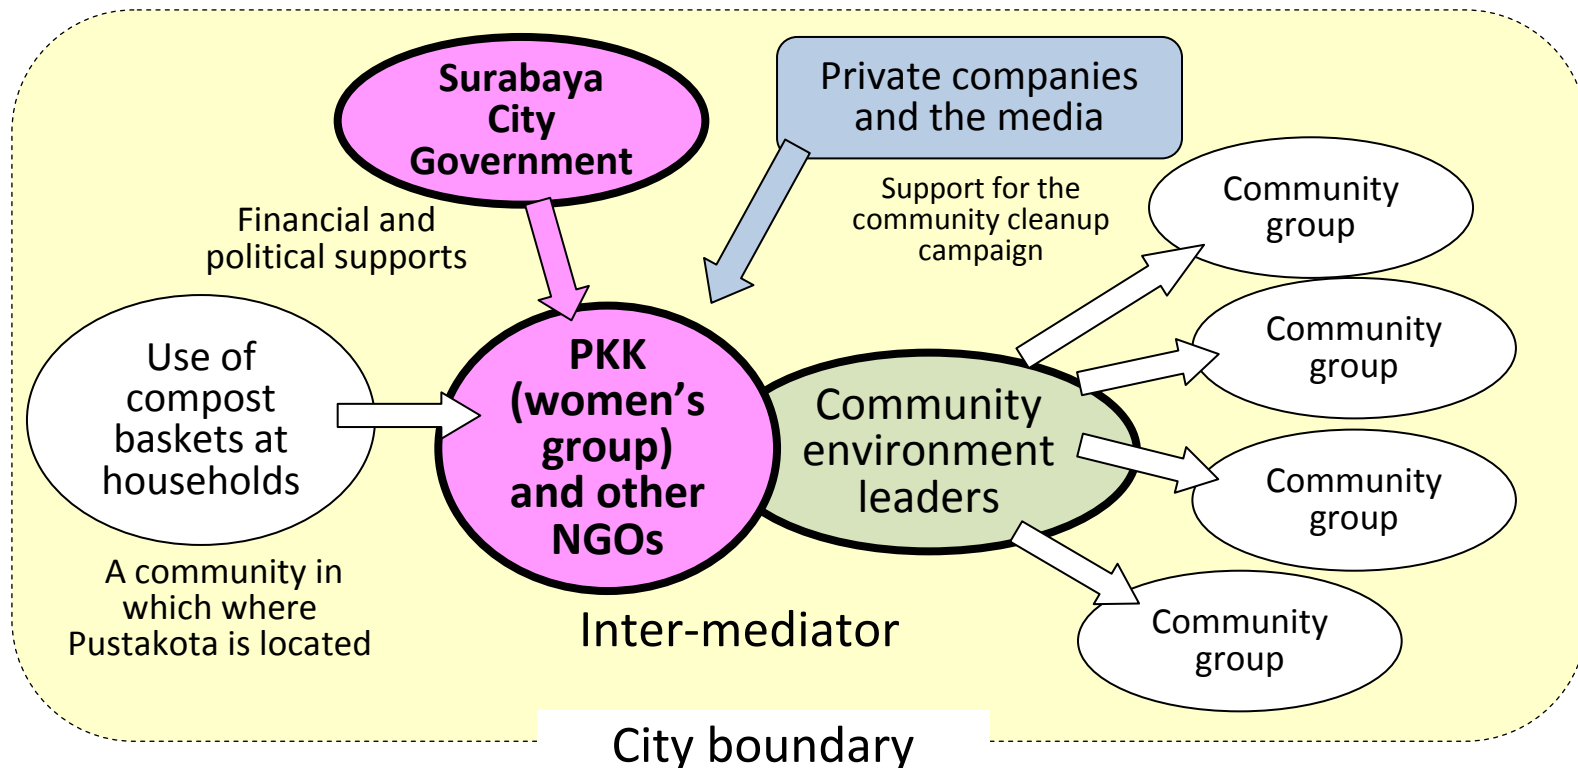 Surabaya
City
Government
Private companies
and the media
Financial and
political supports
Support for the
community cleanup
campaign
Community
group
Use of
compost
baskets at
households
PKK
(women's
group)
and other
NGOs
Community
environment
leaders
Community
group
Community
group
Community
group
A community in
which where
Pustakota is located
Inter-mediator
City boundary